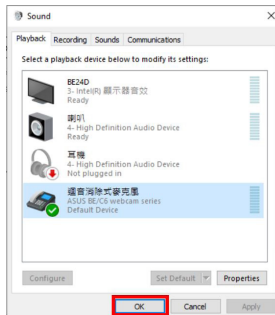 Sound
Playback Recording Sounds Communications
Select a playback device below to modify its settings:
BE24D
3- Intel(R) 顯示器音效
Ready
喇叭
4- High Definition Audio Device
Ready
耳機
4- High Definition Audio Device
Not plugged in
迴音消除式麥克風
ASUS BE/C6 webcam series
Default Device
Configure Set Default Properties
OK Cancel Apply